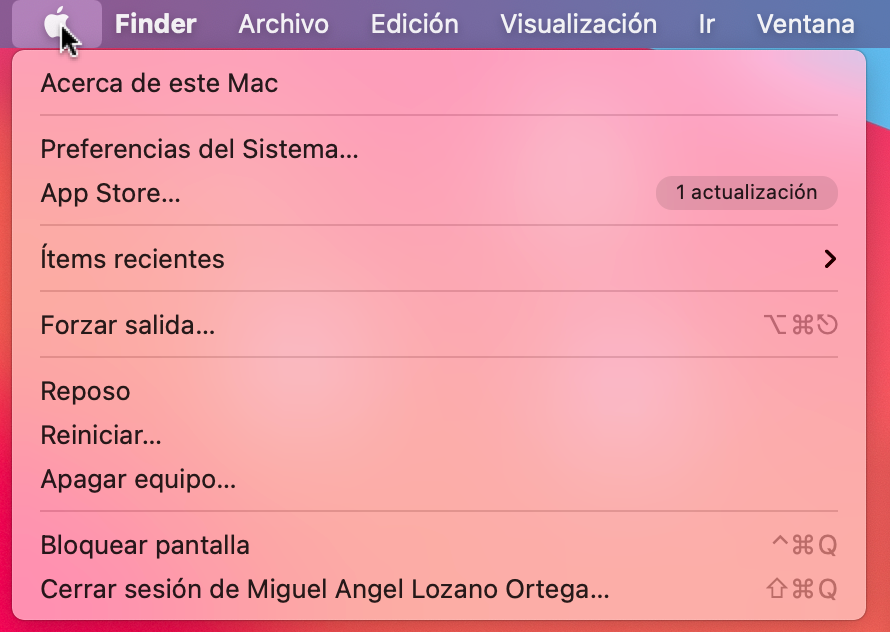 Finder Archivo Edición Visualización Ir Ventana
Acerca de este Mac
Preferencias del Sistema...
App Store... 1 actualización
Ítems recientes
Forzar salida... ⌥⌘⎋
Reposo
Reiniciar...
Apagar equipo...
Bloquear pantalla ^⌘Q
Cerrar sesión de Miguel Angel Lozano Ortega... ⇧⌘Q